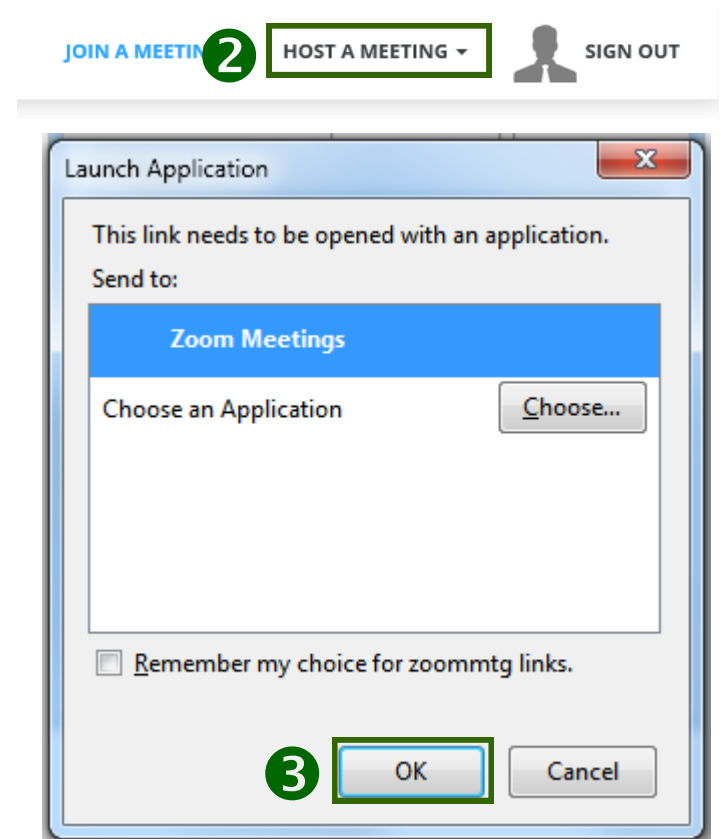 JOIN A MEETIN 2 HOST A MEETING SIGN OUT
Launch Application x
This link needs to be opened with an application.
Send to:
Zoom Meetings
Choose an Application Choose...
Remember my choice for zoommtg links.
3 OK Cancel